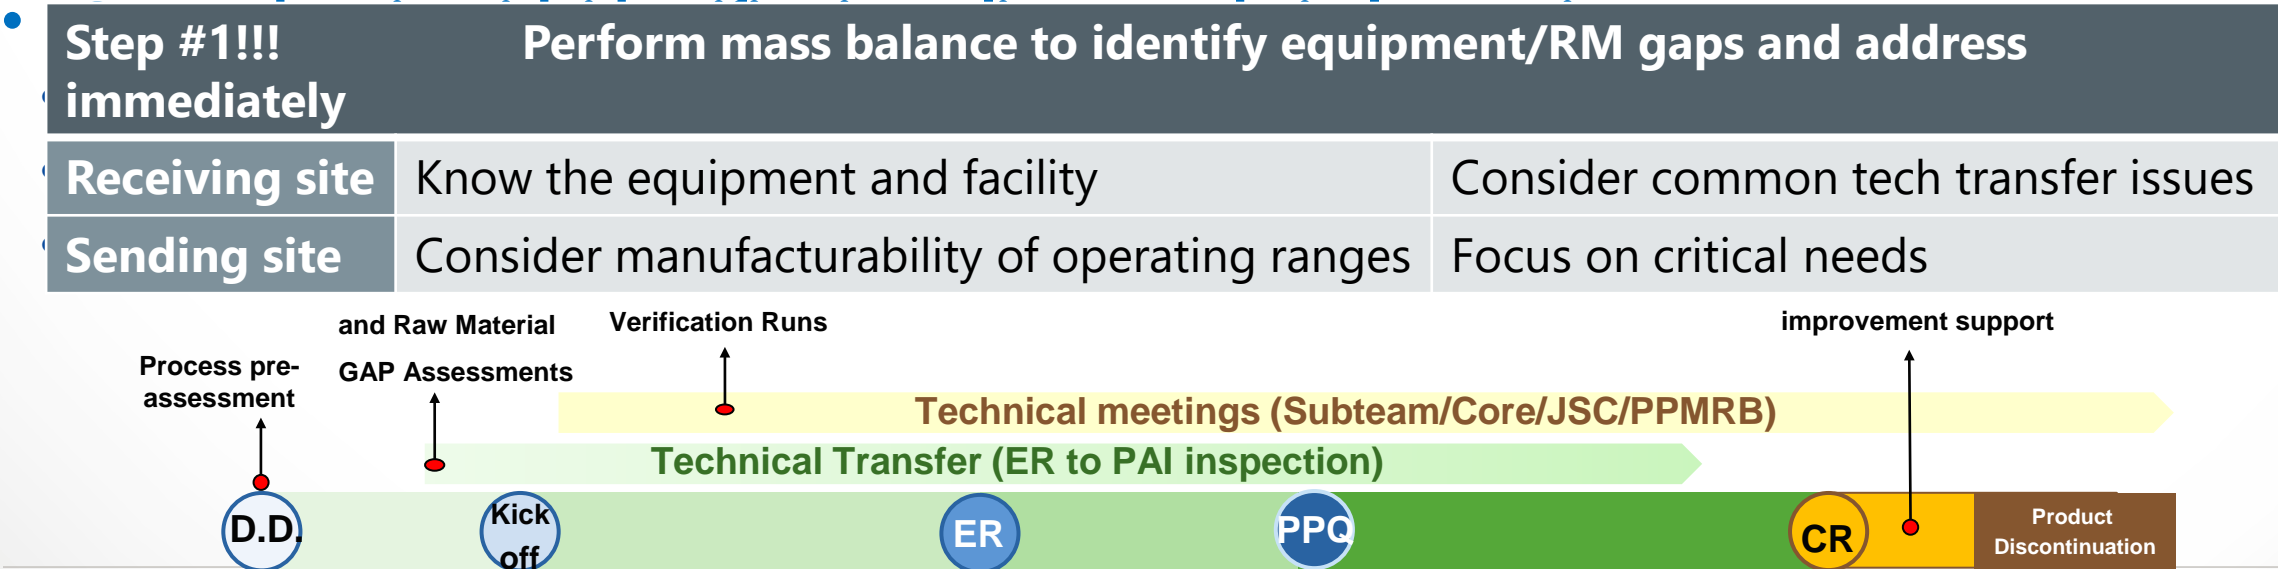 Step #1!!! Perform mass balance to identify equipment/RM gaps and address
immediately
Receiving site Know the equipment and facility Consider common tech transfer issues
Sending site Consider manufacturability of operating ranges Focus on critical needs
and Raw Material
GAP Assessments
Verification Runs
improvement support
Process pre-
assessment
Technical meetings (Subteam/Core/JSC/PPMRB)
Technical Transfer (ER to PAI inspection)
D.D.
Kick
off
ER
PPQ
CR
Product
Discontinuation